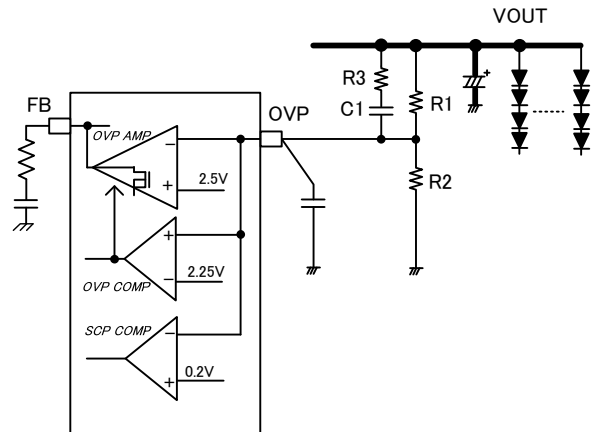 VOUT
R3
C1
R1
FB
OVP
OVP AMP
−
+
2.5V
R2
+
−
2.25V
OVP COMP
SCP COMP
−
+
0.2V
+